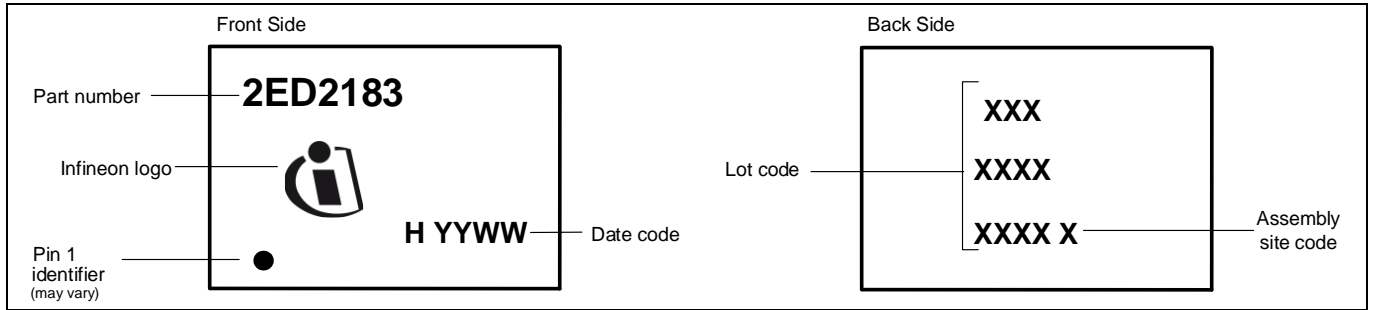 Front Side
Part number
2ED2183
Infineon logo
H YYWW
Date code
Pin 1
identifier
(may vary)
Back Side
Lot code
XXX
XXXX
XXXX X
Assembly
site code